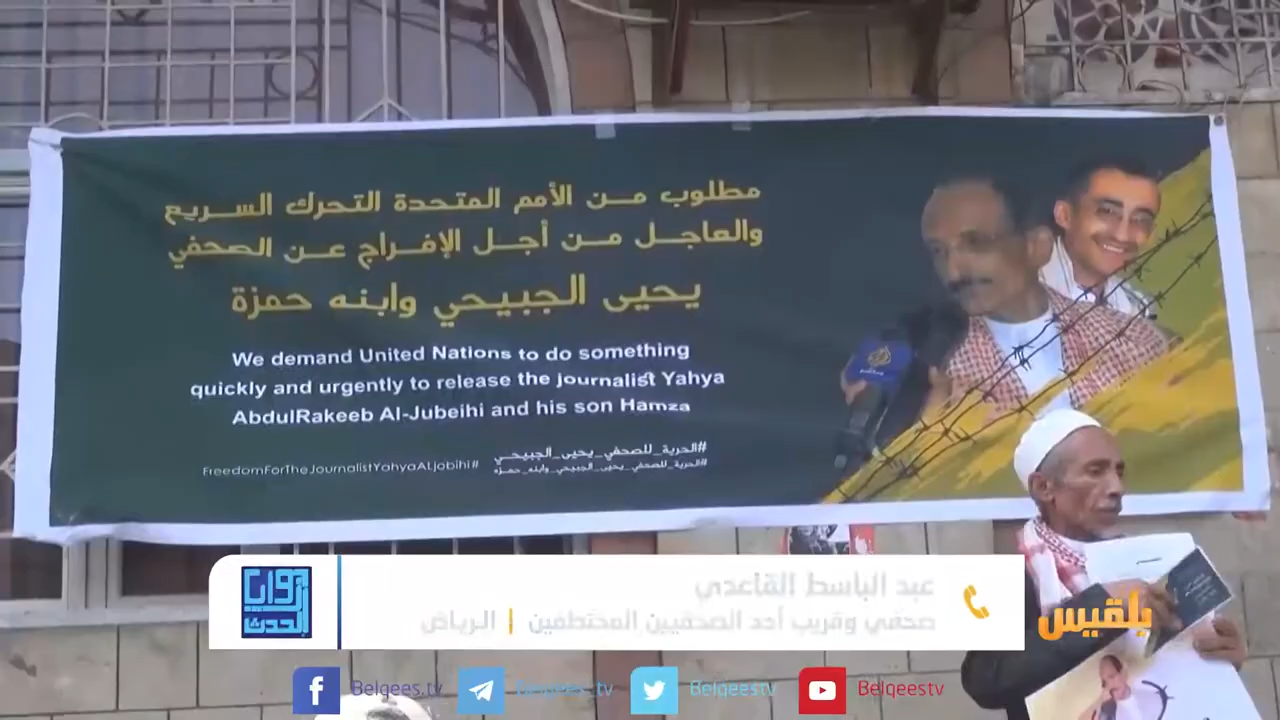 مطلوب من الأمم المتحدة التحرك السريع
والعاجل من أجل الإفراج عن الصحفي
يحيى الجبيحي وابنه حمزة
We demand United Nations to do something
quickly and urgently to release the journalist Yahya
AbdulRakeeb Al-Jubeihi and his son Hamza
#الحرية_للصحفي_يحيى_الجبيحي
FreedomForTheJournalistYahyaALjobihi#
#الحرية_للصحفي_يحيى_الجبيحي_وابنه_حمزة
زوايا الحدث
عبد الباسط القاعدي
صحفي وقريب أحد الصحفيين المختطفين | الرياض
بلقيس
Belqees.tv
Belqees_tv
Belqeestv
Belqeestv